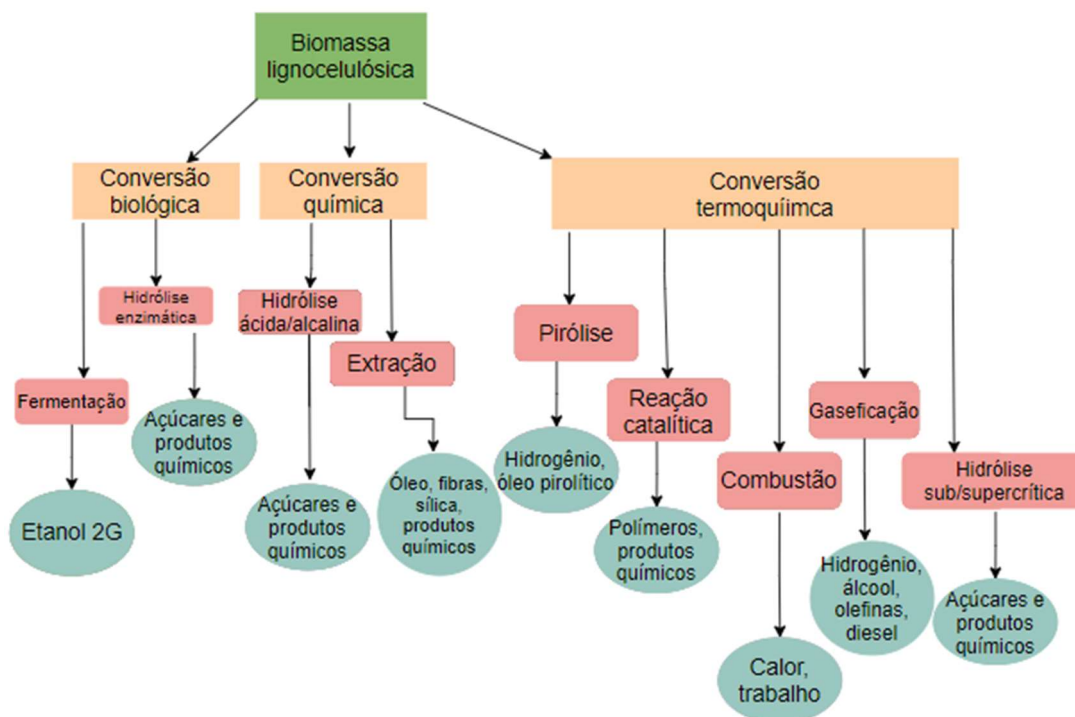 Biomassa
lignocelulósica
Conversão
biológica
Conversão
química
Conversão
termoquíimca
Hidrólise
enzimática
Hidrólise
ácida/alcalina
Pirólise
Extração
Fermentação
Reação
catalítica
Gaseficação
Combustão
Hidrólise
sub/supercrítica
Açúcares e
produtos
químicos
Etanol 2G
Açúcares e
produtos
químicos
Óleo, fibras,
sílica,
produtos
químicos
Hidrogênio,
óleo pirolítico
Polímeros,
produtos
químicos
Calor,
trabalho
Hidrogênio,
álcool,
olefinas,
diesel
Açúcares e
produtos
químicos